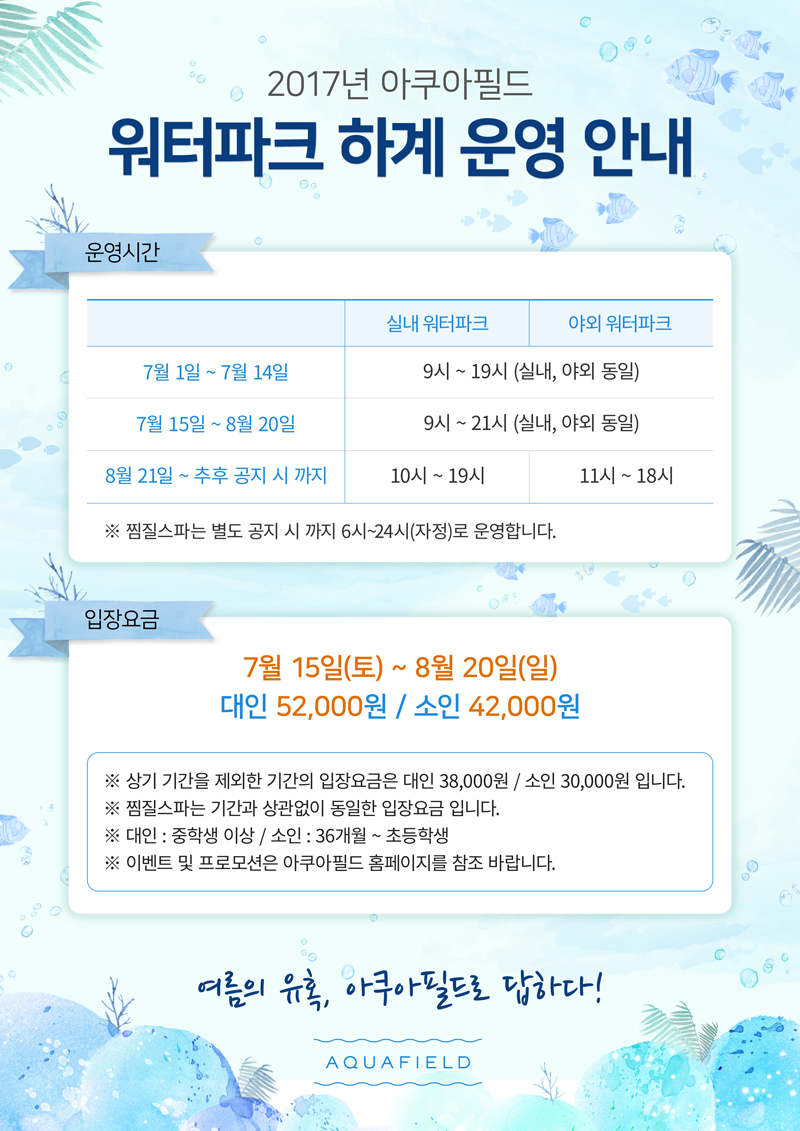 2017년 아쿠아필드
워터파크 하계 운영 안내
운영시간
실내 워터파크 야외 워터파크
7월 1일 ~ 7월 14일 9시 ~ 19시 (실내, 야외 동일)
7월 15일 ~ 8월 20일 9시 ~ 21시 (실내, 야외 동일)
8월 21일 ~ 추후 공지 시 까지 10시 ~ 19시 11시 ~ 18시
※ 찜질스파는 별도 공지 시 까지 6시~24시(자정)로 운영합니다.
입장요금
7월 15일(토) ~ 8월 20일(일)
대인 52,000원 / 소인 42,000원
※ 상기 기간을 제외한 기간의 입장요금은 대인 38,000원 / 소인 30,000원 입니다.
※ 찜질스파는 기간과 상관없이 동일한 입장요금 입니다.
※ 대인 : 중학생 이상 / 소인 : 36개월 ~ 초등학생
※ 이벤트 및 프로모션은 아쿠아필드 홈페이지를 참조 바랍니다.
여름의 유혹, 아쿠아필드로 답하다!
AQUAFIELD